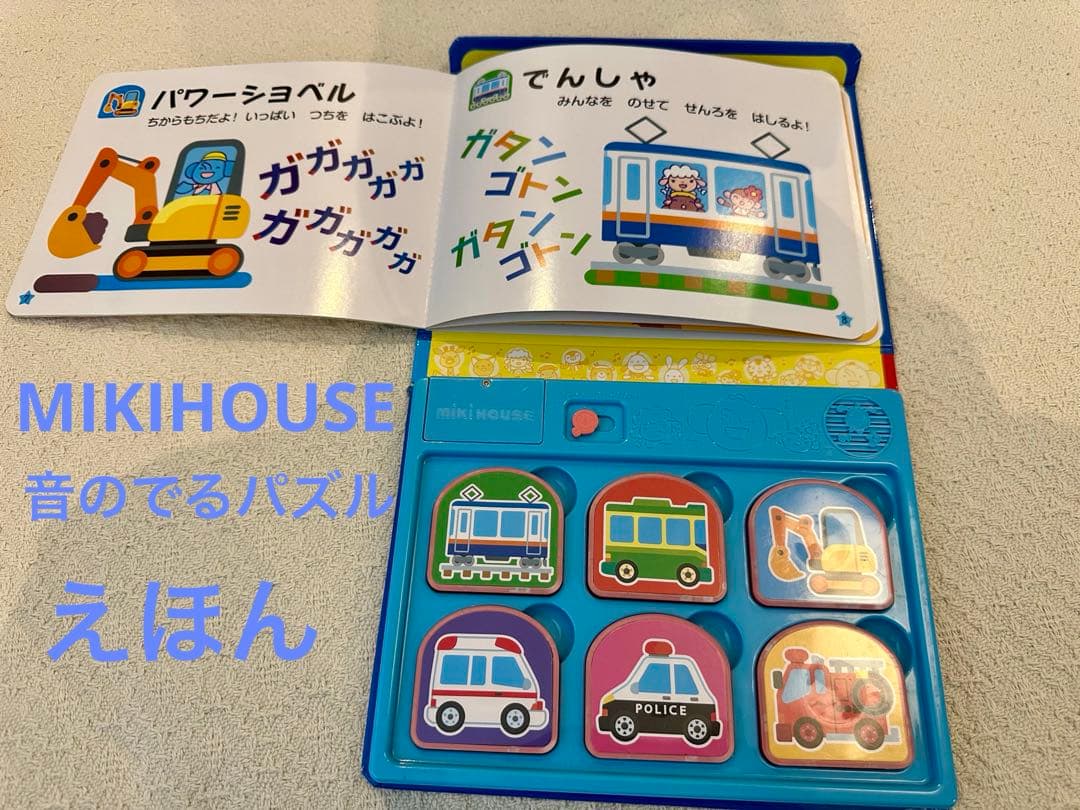 パワーショベル
ちからもちだよ! いっぱい つちを はこぶよ!
ガガガガガ
ガガガガガ
7
でんしゃ
みんなを のせて せんろを はしるよ!
ガタン
ゴトン
ガタン
ゴトン
8
MIKIHOUSE
音のでるパズル
えほん
MIKIHOUSE
POLICE